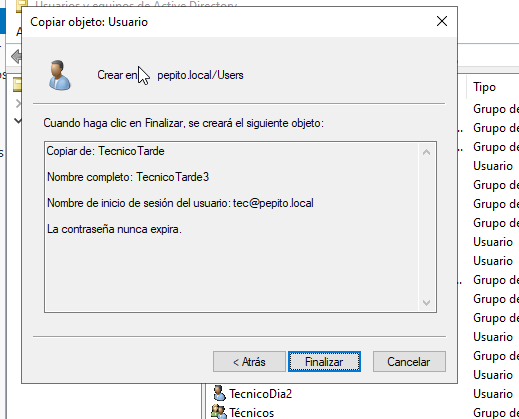 Usuarios y equipos de Active Directory
Copiar objeto: Usuario
Crear en: pepito.local/Users
Cuando haga clic en Finalizar, se creará el siguiente objeto:
Copiar de: TecnicoTarde
Nombre completo: TecnicoTarde3
Nombre de inicio de sesión del usuario: tec@pepito.local
La contraseña nunca expira.
< Atrás
Finalizar
Cancelar
Tipo
Grupo de
Grupo de
Grupo de
Usuario
Grupo de
Grupo de
Grupo de
Usuario
Usuario
Grupo de
Grupo de
Grupo de
Usuario
Grupo de
Usuario
TecnicoDia2
Usuario
Técnicos
Grupo de